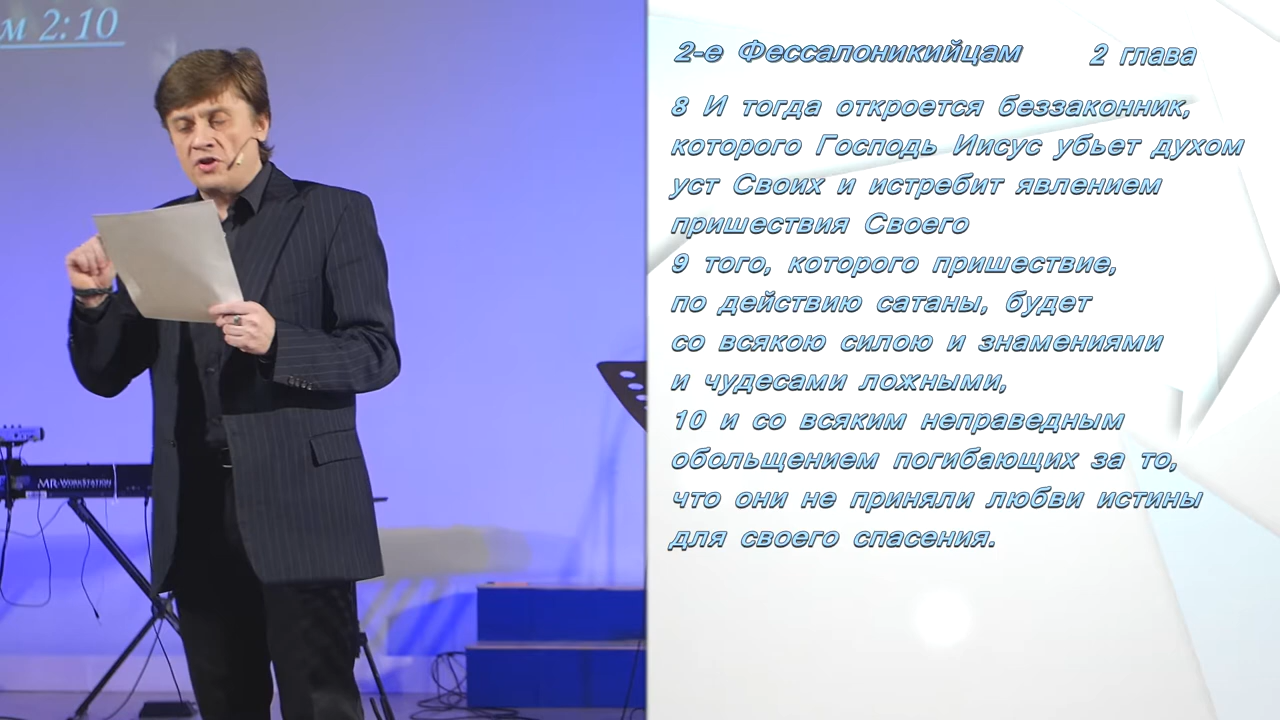 м 2:10
MR-WORKSTATION
2-е Фессалоникийцам 2 глава
8 И тогда откроется беззаконник,
которого Господь Иисус убьет духом
уст Своих и истребит явлением
пришествия Своего
9 того, которого пришествие,
по действию сатаны, будет
со всякою силою и знамениями
и чудесами ложными,
10 и со всяким неправедным
обольщением погибающих за то,
что они не приняли любви истины
для своего спасения.